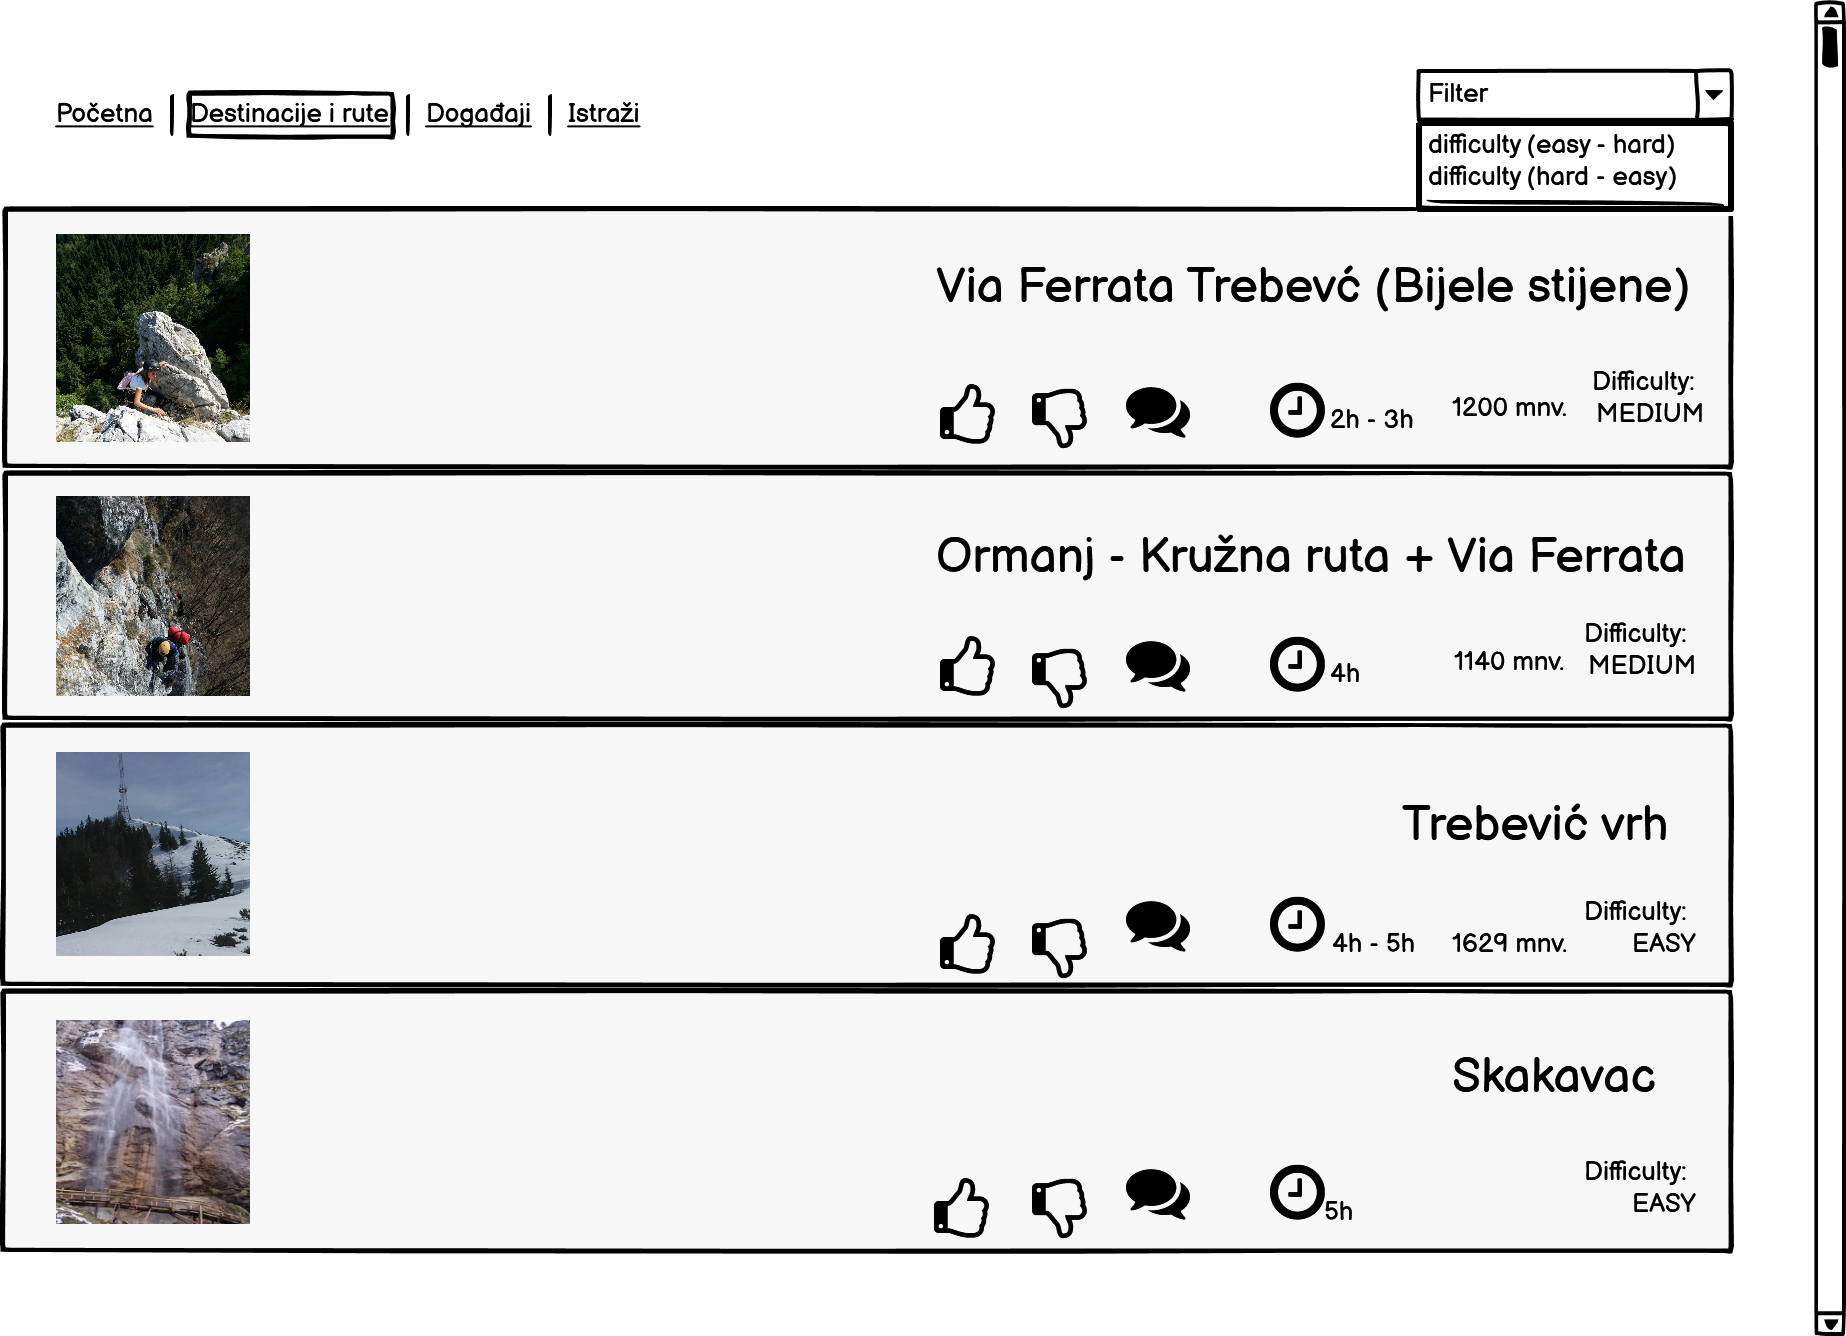 Početna | Destinacije i rute | Događaji | Istraži
Filter
difficulty (easy - hard)
difficulty (hard - easy)
Via Ferrata Trebevć (Bijele stijene)
2h - 3h
1200 mnv.
Difficulty:
MEDIUM
Ormanj - Kružna ruta + Via Ferrata
4h
1140 mnv.
Difficulty:
MEDIUM
Trebević vrh
4h - 5h
1629 mnv.
Difficulty:
EASY
Skakavac
5h
Difficulty:
EASY